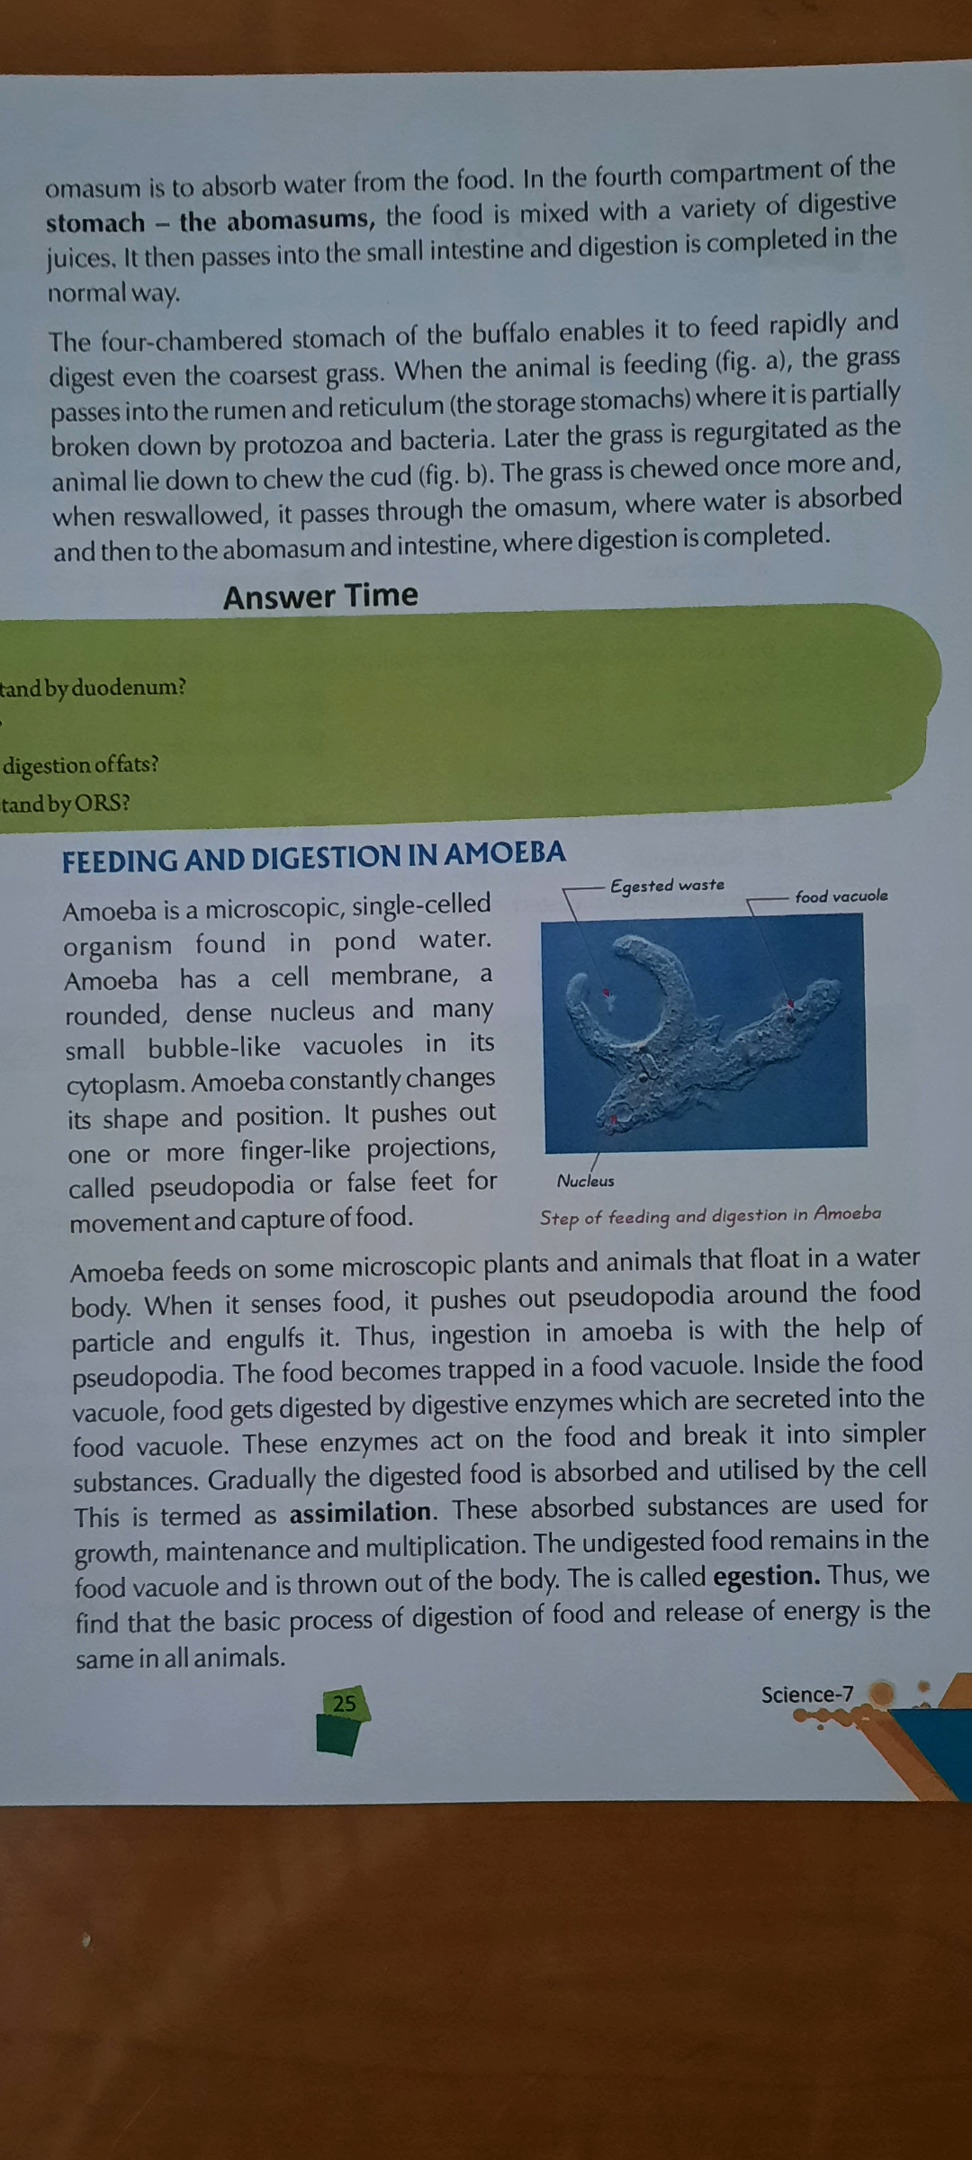 omasum is to absorb water from the food. In the fourth compartment of the
stomach – the abomasums, the food is mixed with a variety of digestive
juices. It then passes into the small intestine and digestion is completed in the
normal way.
The four-chambered stomach of the buffalo enables it to feed rapidly and
digest even the coarsest grass. When the animal is feeding (fig. a), the grass
passes into the rumen and reticulum (the storage stomachs) where it is partially
broken down by protozoa and bacteria. Later the grass is regurgitated as the
animal lie down to chew the cud (fig. b). The grass is chewed once more and,
when reswallowed, it passes through the omasum, where water is absorbed
and then to the abomasum and intestine, where digestion is completed.
Answer Time
tand by duodenum?
digestion of fats?
tand by ORS?
FEEDING AND DIGESTION IN AMOEBA
Amoeba is a microscopic, single-celled
organism found in pond water.
Amoeba has a cell membrane, a
rounded, dense nucleus and many
small bubble-like vacuoles in its
cytoplasm. Amoeba constantly changes
its shape and position. It pushes out
one or more finger-like projections,
called pseudopodia or false feet for
movement and capture of food.
Egested waste
food vacuole
Nucleus
Step of feeding and digestion in Amoeba
Amoeba feeds on some microscopic plants and animals that float in a water
body. When it senses food, it pushes out pseudopodia around the food
particle and engulfs it. Thus, ingestion in amoeba is with the help of
pseudopodia. The food becomes trapped in a food vacuole. Inside the food
vacuole, food gets digested by digestive enzymes which are secreted into the
food vacuole. These enzymes act on the food and break it into simpler
substances. Gradually the digested food is absorbed and utilised by the cell
This is termed as assimilation. These absorbed substances are used for
growth, maintenance and multiplication. The undigested food remains in the
food vacuole and is thrown out of the body. The is called egestion. Thus, we
find that the basic process of digestion of food and release of energy is the
same in all animals.
25
Science-7